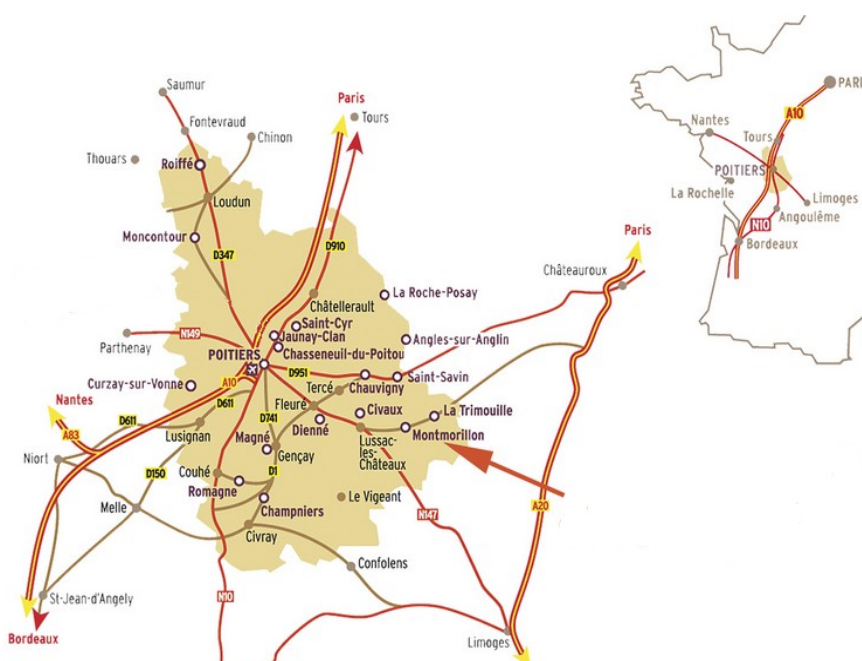 Saumur
Fontevraud
Chinon
Thouars
Roiffé
Loudun
Moncontour
D347
Paris
Tours
D910
Châtellerault
La Roche-Posay
Saint-Cyr
Jaunay-Clan
Chasseneuil-du-Poitou
Angles-sur-Anglin
Parthenay
N149
POITIERS
Curzay-sur-Vonne
A10
D951
Chauvigny
Saint-Savin
Tercé
Fleuré
Dienné
Civaux
La Trimouille
Montmorillon
Lussac-
les-
Châteaux
Nantes
A83
D611
D611
Lusignan
D741
Magné
Gençay
Niort
D150
Couhé
D1
Romagne
Champniers
Le Vigeant
Melle
Civray
Confolens
N147
N10
St-Jean-d'Angely
Bordeaux
Limoges
A20
Châteauroux
Paris
PARI
A10
Nantes
Tours
POITIERS
La Rochelle
Limoges
Angoulême
N10
Bordeaux